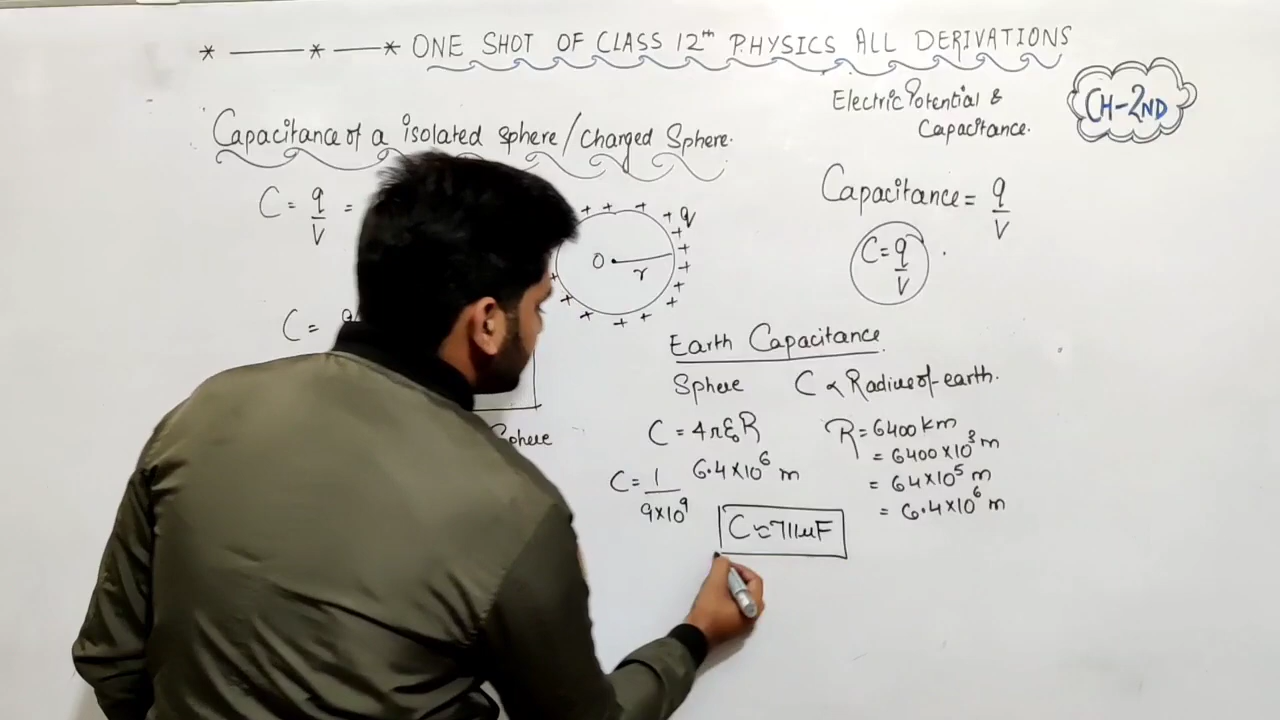 * —— * — * ONE SHOT OF CLASS 12th PHYSICS ALL DERIVATIONS
Electric Potential &
Capacitance.
CH-2ND
Capacitance of a isolated sphere/Charged Sphere.
C = q/V =
+ + + + + + + + + + + + + + +
q
O r
C = q
Sphere
Capacitance = q/V
C = q/V .
Earth Capacitance.
Sphere C ∝ Radius of earth.
C = 4πε₀R
C = 1/9×10⁹ 6.4×10⁶ m
C ≈ 711μF
R = 6400 km
= 6400×10³ m
= 64×10⁵ m
= 6.4×10⁶ m